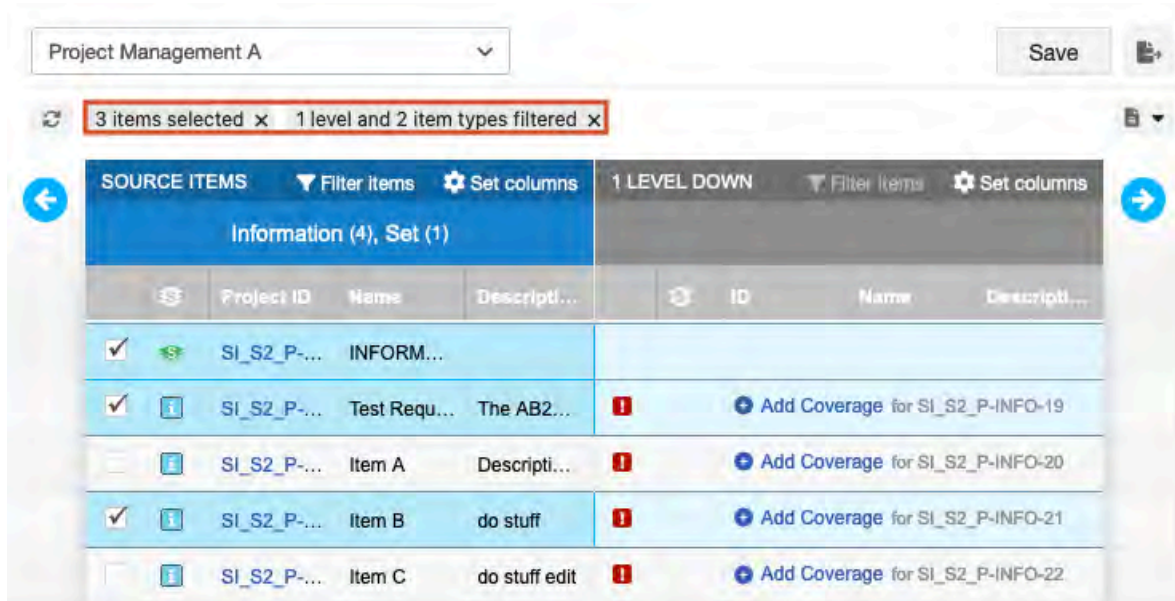 Project Management A
Save
3 items selected x 1 level and 2 item types filtered x
SOURCE ITEMS Filter items Set columns 1 LEVEL DOWN Filter items Set columns
Information (4), Set (1)
Project ID Name Descripti... ID Name Descripti...
SI_S2_P-... INFORM...
SI_S2_P-... Test Requ... The AB2... Add Coverage for SI_S2_P-INFO-19
SI_S2_P-... Item A Descripti... Add Coverage for SI_S2_P-INFO-20
SI_S2_P-... Item B do stuff Add Coverage for SI_S2_P-INFO-21
SI_S2_P-... Item C do stuff edit Add Coverage for SI_S2_P-INFO-22